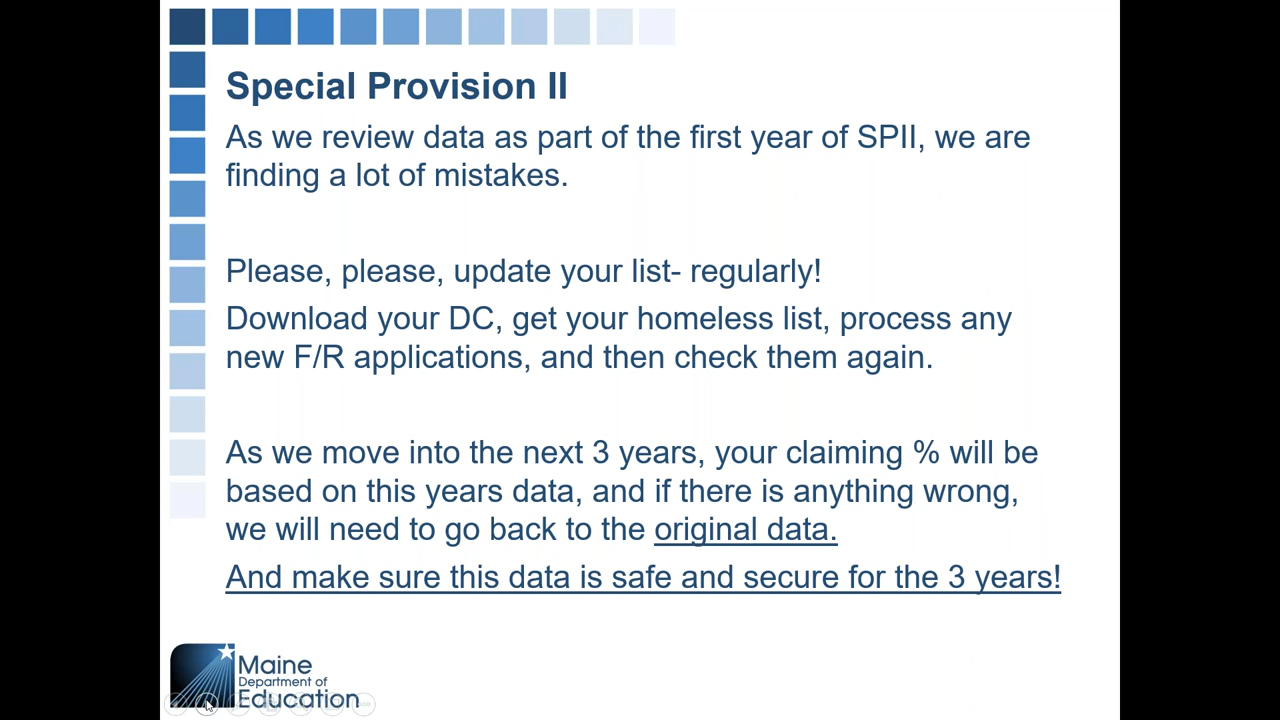 Special Provision II
As we review data as part of the first year of SPII, we are
finding a lot of mistakes.
Please, please, update your list- regularly!
Download your DC, get your homeless list, process any
new F/R applications, and then check them again.
As we move into the next 3 years, your claiming % will be
based on this years data, and if there is anything wrong,
we will need to go back to the original data.
And make sure this data is safe and secure for the 3 years!
Maine
Department of
Education